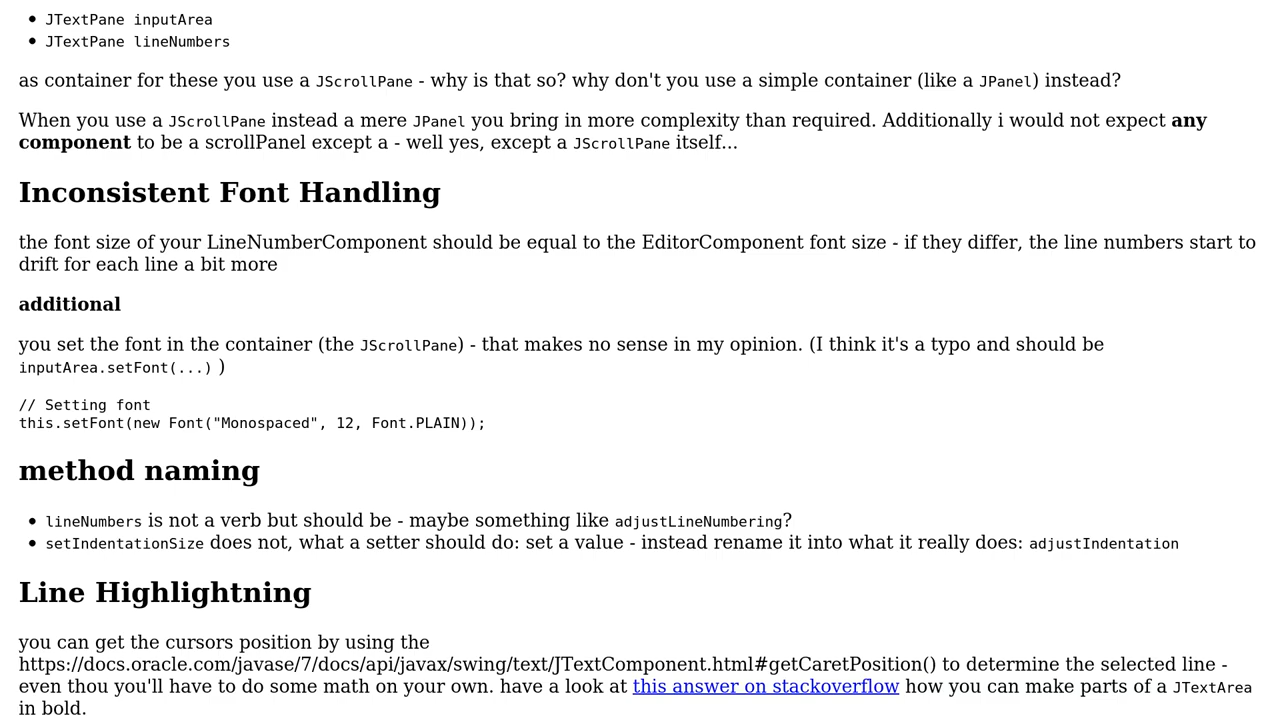 JTextPane inputArea
JTextPane lineNumbers
as container for these you use a JScrollPane - why is that so? why don't you use a simple container (like a JPanel) instead?
When you use a JScrollPane instead a mere JPanel you bring in more complexity than required. Additionally i would not expect any
component to be a scrollPanel except a - well yes, except a JScrollPane itself...
Inconsistent Font Handling
the font size of your LineNumberComponent should be equal to the EditorComponent font size - if they differ, the line numbers start to
drift for each line a bit more
additional
you set the font in the container (the JScrollPane) - that makes no sense in my opinion. (I think it's a typo and should be
inputArea.setFont(...) )
// Setting font
this.setFont(new Font("Monospaced", 12, Font.PLAIN));
method naming
lineNumbers is not a verb but should be - maybe something like adjustLineNumbering?
setIndentationSize does not, what a setter should do: set a value - instead rename it into what it really does: adjustIndentation
Line Highlightning
you can get the cursors position by using the
https://docs.oracle.com/javase/7/docs/api/javax/swing/text/JTextComponent.html#getCaretPosition() to determine the selected line -
even thou you'll have to do some math on your own. have a look at this answer on stackoverflow how you can make parts of a JTextArea
in bold.